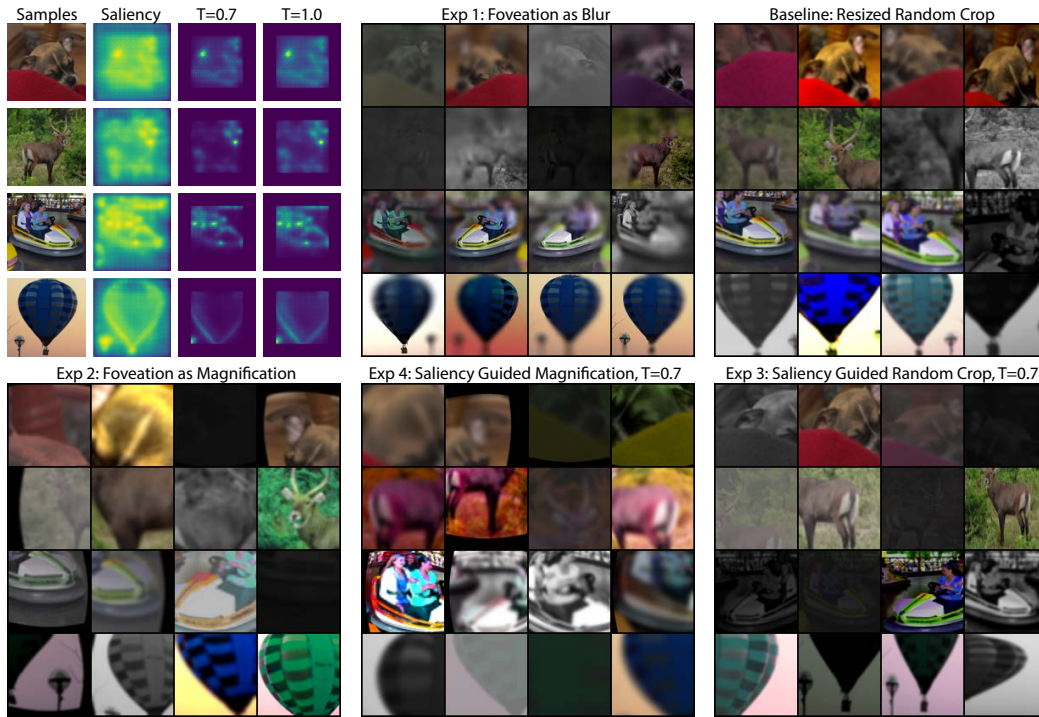 Samples
Saliency
T=0.7
T=1.0
Exp 1: Foveation as Blur
Baseline: Resized Random Crop
Exp 2: Foveation as Magnification
Exp 4: Saliency Guided Magnification, T=0.7
Exp 3: Saliency Guided Random Crop, T=0.7